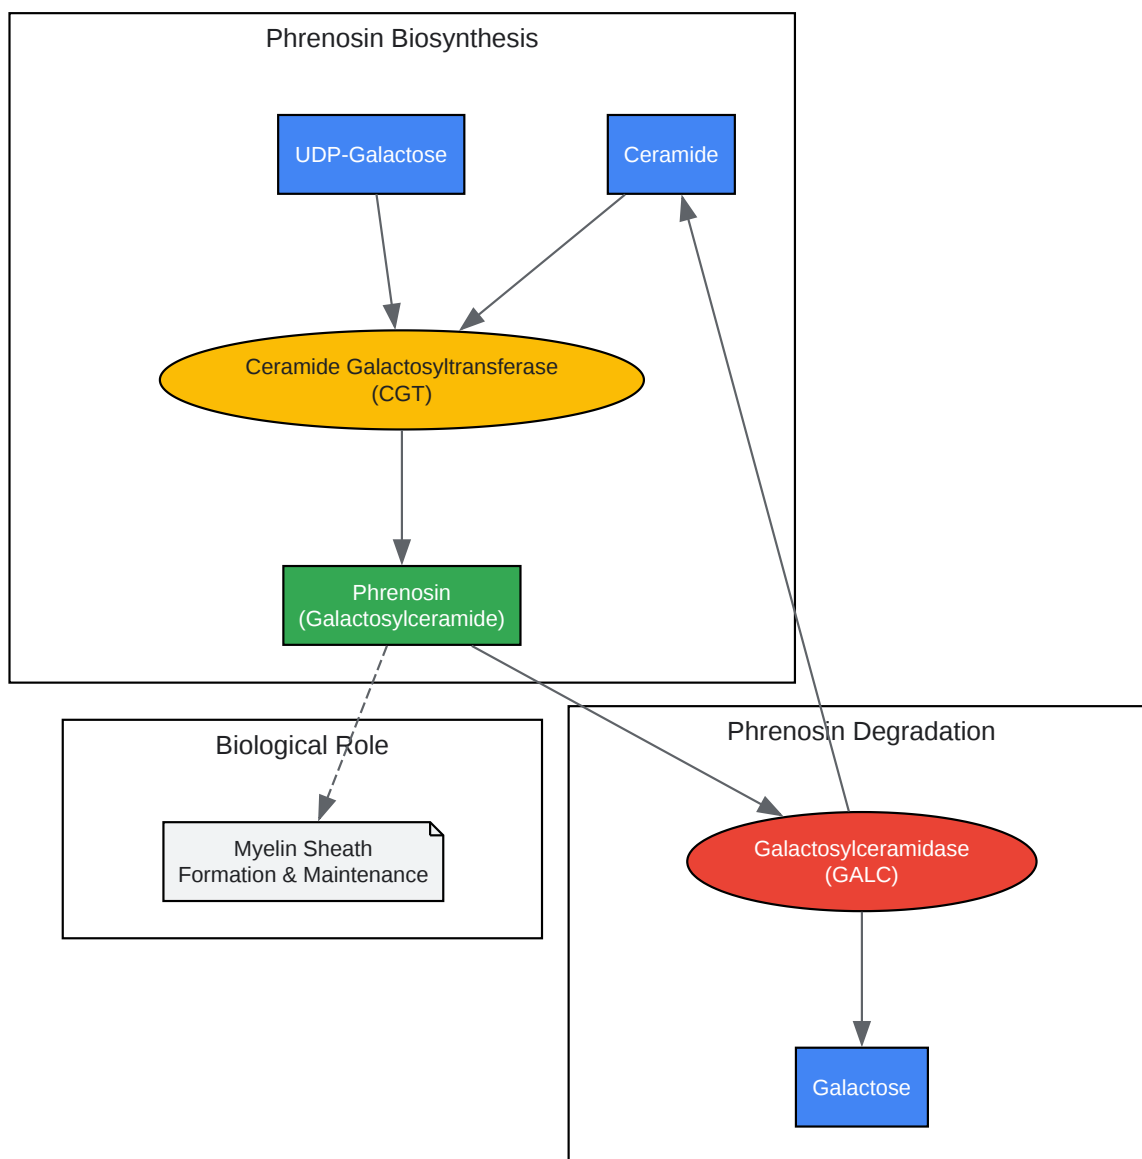 Phrenosin Biosynthesis
UDP-Galactose
Ceramide
Ceramide Galactosyltransferase
(CGT)
Phrenosin
(Galactosylceramide)
Biological Role
Myelin Sheath
Formation & Maintenance
Phrenosin Degradation
Galactosylceramidase
(GALC)
Galactose